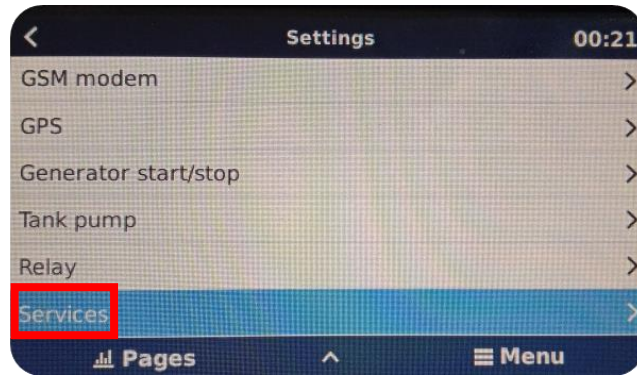 Settings 00:21
GSM modem
GPS
Generator start/stop
Tank pump
Relay
Services
Pages Menu